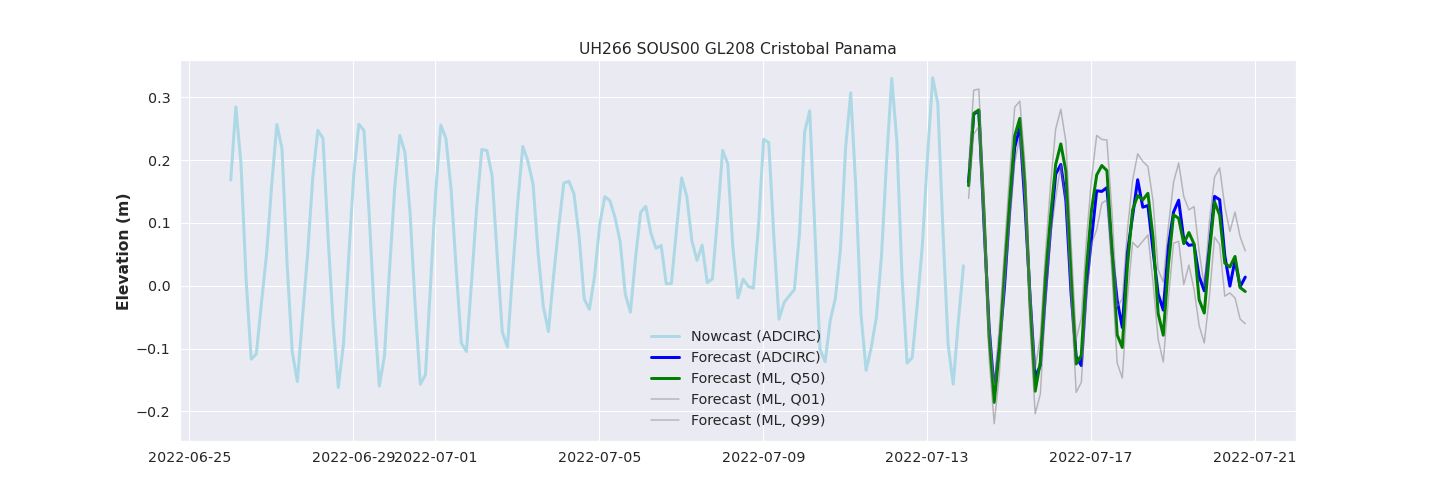 UH266 SOUS00 GL208 Cristobal Panama
Elevation (m)
0.3
0.2
0.1
0.0
−0.1
−0.2
Nowcast (ADCIRC)
Forecast (ADCIRC)
Forecast (ML, Q50)
Forecast (ML, Q01)
Forecast (ML, Q99)
2022-06-25 2022-06-29 2022-07-01 2022-07-05 2022-07-09 2022-07-13 2022-07-17 2022-07-21